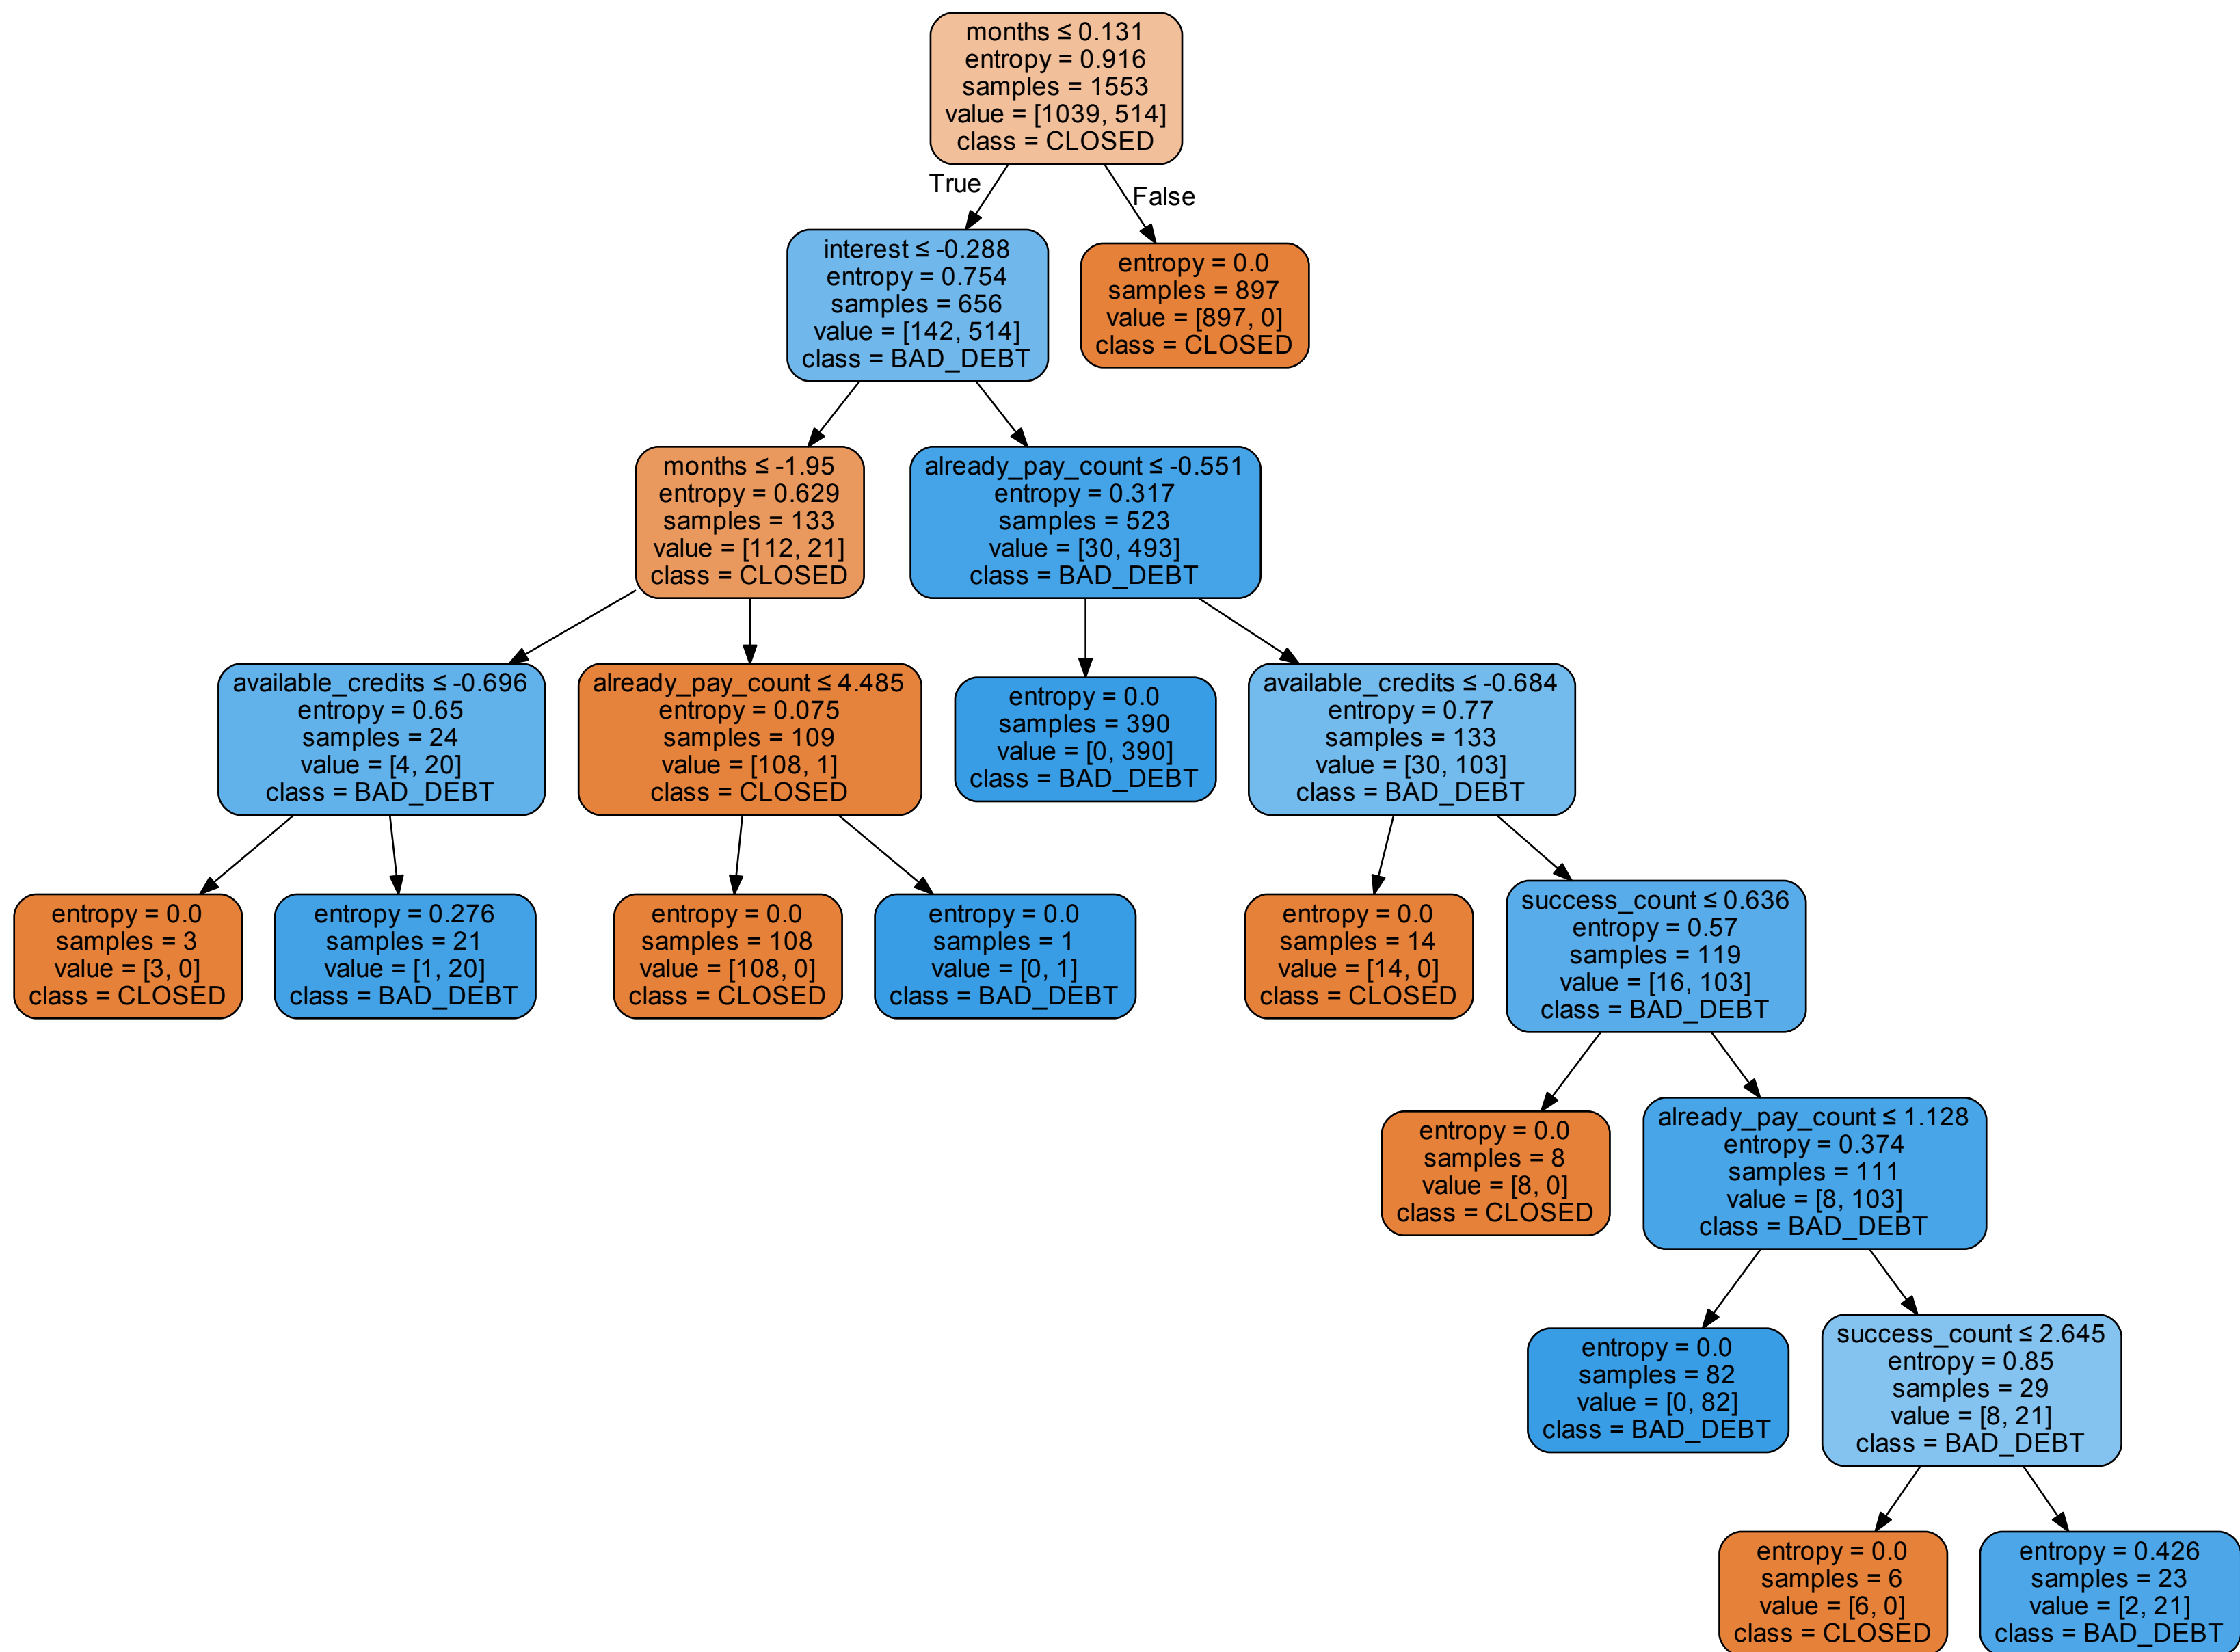 months ≤ 0.131
entropy = 0.916
samples = 1553
value = [1039, 514]
class = CLOSED
True
False
interest ≤ -0.288
entropy = 0.754
samples = 656
value = [142, 514]
class = BAD_DEBT
entropy = 0.0
samples = 897
value = [897, 0]
class = CLOSED
months ≤ -1.95
entropy = 0.629
samples = 133
value = [112, 21]
class = CLOSED
already_pay_count ≤ -0.551
entropy = 0.317
samples = 523
value = [30, 493]
class = BAD_DEBT
available_credits ≤ -0.696
entropy = 0.65
samples = 24
value = [4, 20]
class = BAD_DEBT
already_pay_count ≤ 4.485
entropy = 0.075
samples = 109
value = [108, 1]
class = CLOSED
entropy = 0.0
samples = 390
value = [0, 390]
class = BAD_DEBT
available_credits ≤ -0.684
entropy = 0.77
samples = 133
value = [30, 103]
class = BAD_DEBT
entropy = 0.0
samples = 3
value = [3, 0]
class = CLOSED
entropy = 0.276
samples = 21
value = [1, 20]
class = BAD_DEBT
entropy = 0.0
samples = 108
value = [108, 0]
class = CLOSED
entropy = 0.0
samples = 1
value = [0, 1]
class = BAD_DEBT
entropy = 0.0
samples = 14
value = [14, 0]
class = CLOSED
success_count ≤ 0.636
entropy = 0.57
samples = 119
value = [16, 103]
class = BAD_DEBT
entropy = 0.0
samples = 8
value = [8, 0]
class = CLOSED
already_pay_count ≤ 1.128
entropy = 0.374
samples = 111
value = [8, 103]
class = BAD_DEBT
entropy = 0.0
samples = 82
value = [0, 82]
class = BAD_DEBT
success_count ≤ 2.645
entropy = 0.85
samples = 29
value = [8, 21]
class = BAD_DEBT
entropy = 0.0
samples = 6
value = [6, 0]
class = CLOSED
entropy = 0.426
samples = 23
value = [2, 21]
class = BAD_DEBT